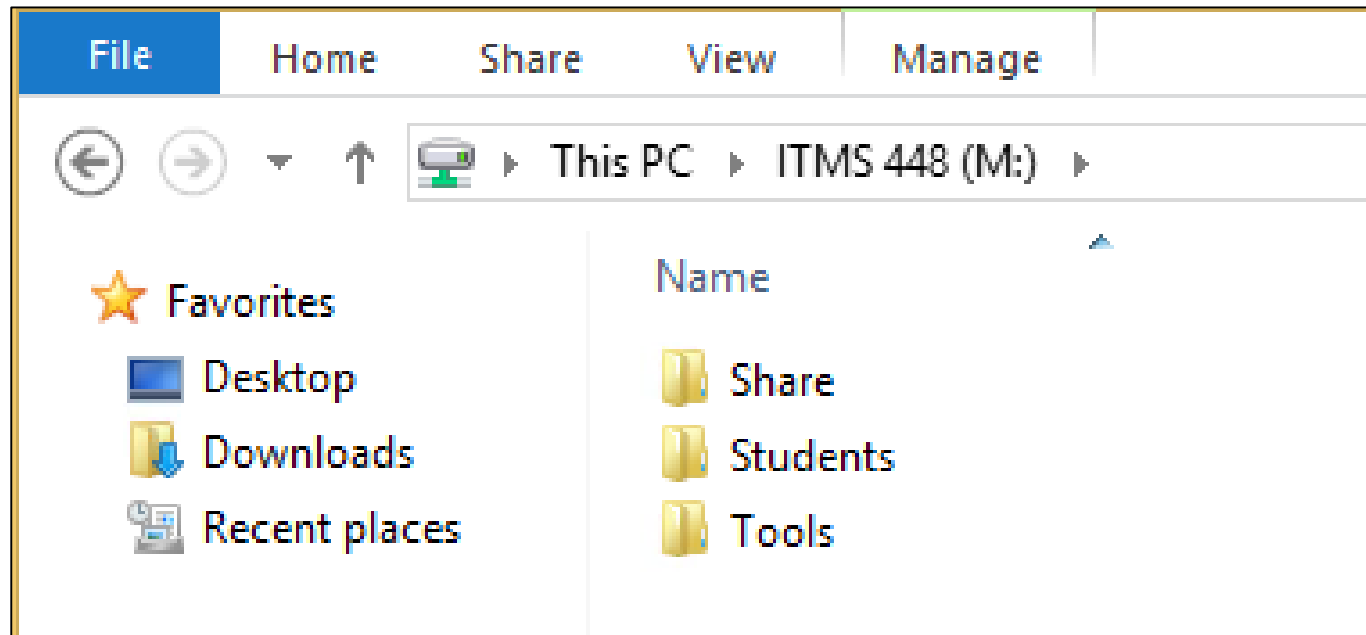 File Home Share View Manage
This PC ITMS 448 (M:)
Favorites
Desktop
Downloads
Recent places
Name
Share
Students
Tools